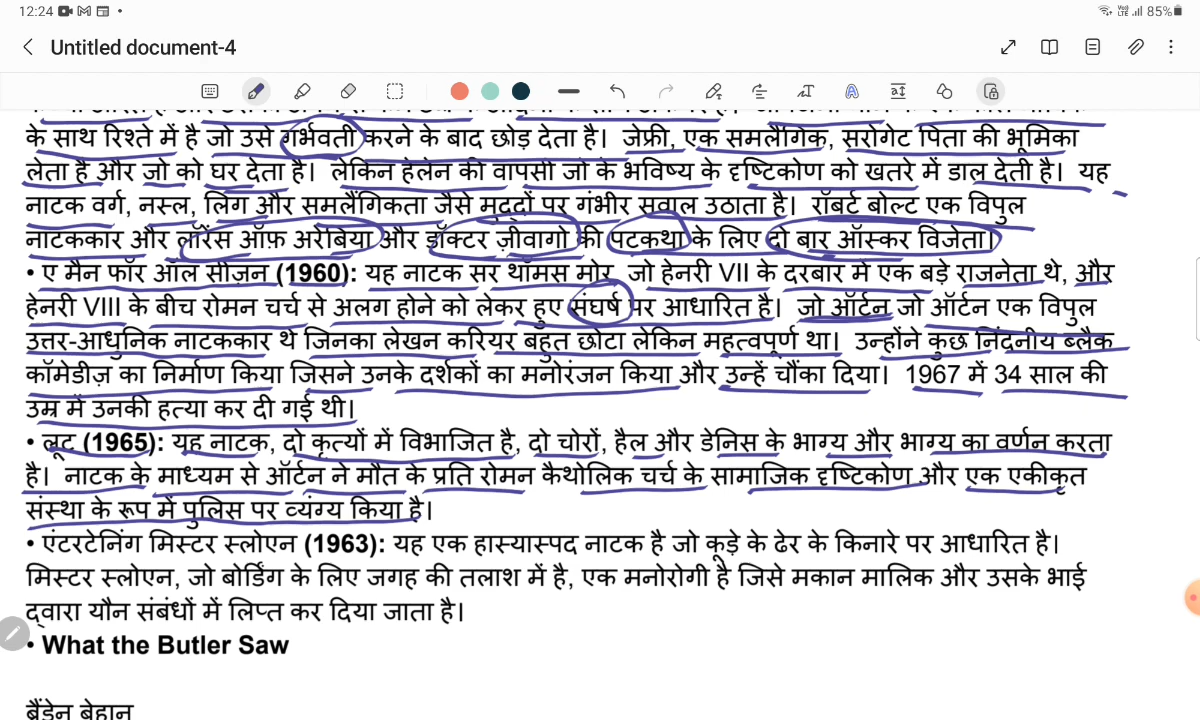 12:24 85%
Untitled document-4
के साथ रिश्ते में है जो उसे गर्भवती करने के बाद छोड़ देता है। जेफ्री, एक समलैंगिक, सरोगेट पिता की भूमिका
लेता है और जो को घर देता है। लेकिन हेलेन की वापसी जो के भविष्य के दृष्टिकोण को खतरे में डाल देती है। यह
नाटक वर्ग, नस्ल, लिंग और समलैंगिकता जैसे मुद्दों पर गंभीर सवाल उठाता है। रॉबर्ट बोल्ट एक विपुल
नाटककार और लॉरेंस ऑफ़ अरेबिया और डॉक्टर ज़ीवागो की पटकथा के लिए दो बार ऑस्कर विजेता।
• ए मैन फॉर ऑल सीज़न (1960): यह नाटक सर थॉमस मोर, जो हेनरी VII के दरबार में एक बड़े राजनेता थे, और
हेनरी VIII के बीच रोमन चर्च से अलग होने को लेकर हुए संघर्ष पर आधारित है। जो ऑर्टन जो ऑर्टन एक विपुल
उत्तर-आधुनिक नाटककार थे जिनका लेखन करियर बहुत छोटा लेकिन महत्वपूर्ण था। उन्होंने कुछ निंदनीय ब्लैक
कॉमेडीज़ का निर्माण किया जिसने उनके दर्शकों का मनोरंजन किया और उन्हें चौंका दिया। 1967 में 34 साल की
उम्र में उनकी हत्या कर दी गई थी।
• लूट (1965): यह नाटक, दो कृत्यों में विभाजित है, दो चोरों, हैल और डेनिस के भाग्य और भाग्य का वर्णन करता
है। नाटक के माध्यम से ऑर्टन ने मौत के प्रति रोमन कैथोलिक चर्च के सामाजिक दृष्टिकोण और एक एकीकृत
संस्था के रूप में पुलिस पर व्यंग्य किया है।
• एंटरटेनिंग मिस्टर स्लोएन (1963): यह एक हास्यास्पद नाटक है जो कूड़े के ढेर के किनारे पर आधारित है।
मिस्टर स्लोएन, जो बोर्डिंग के लिए जगह की तलाश में है, एक मनोरोगी है जिसे मकान मालिक और उसके भाई
द्वारा यौन संबंधों में लिप्त कर दिया जाता है।
• What the Butler Saw
ब्रैंडेन बेहान